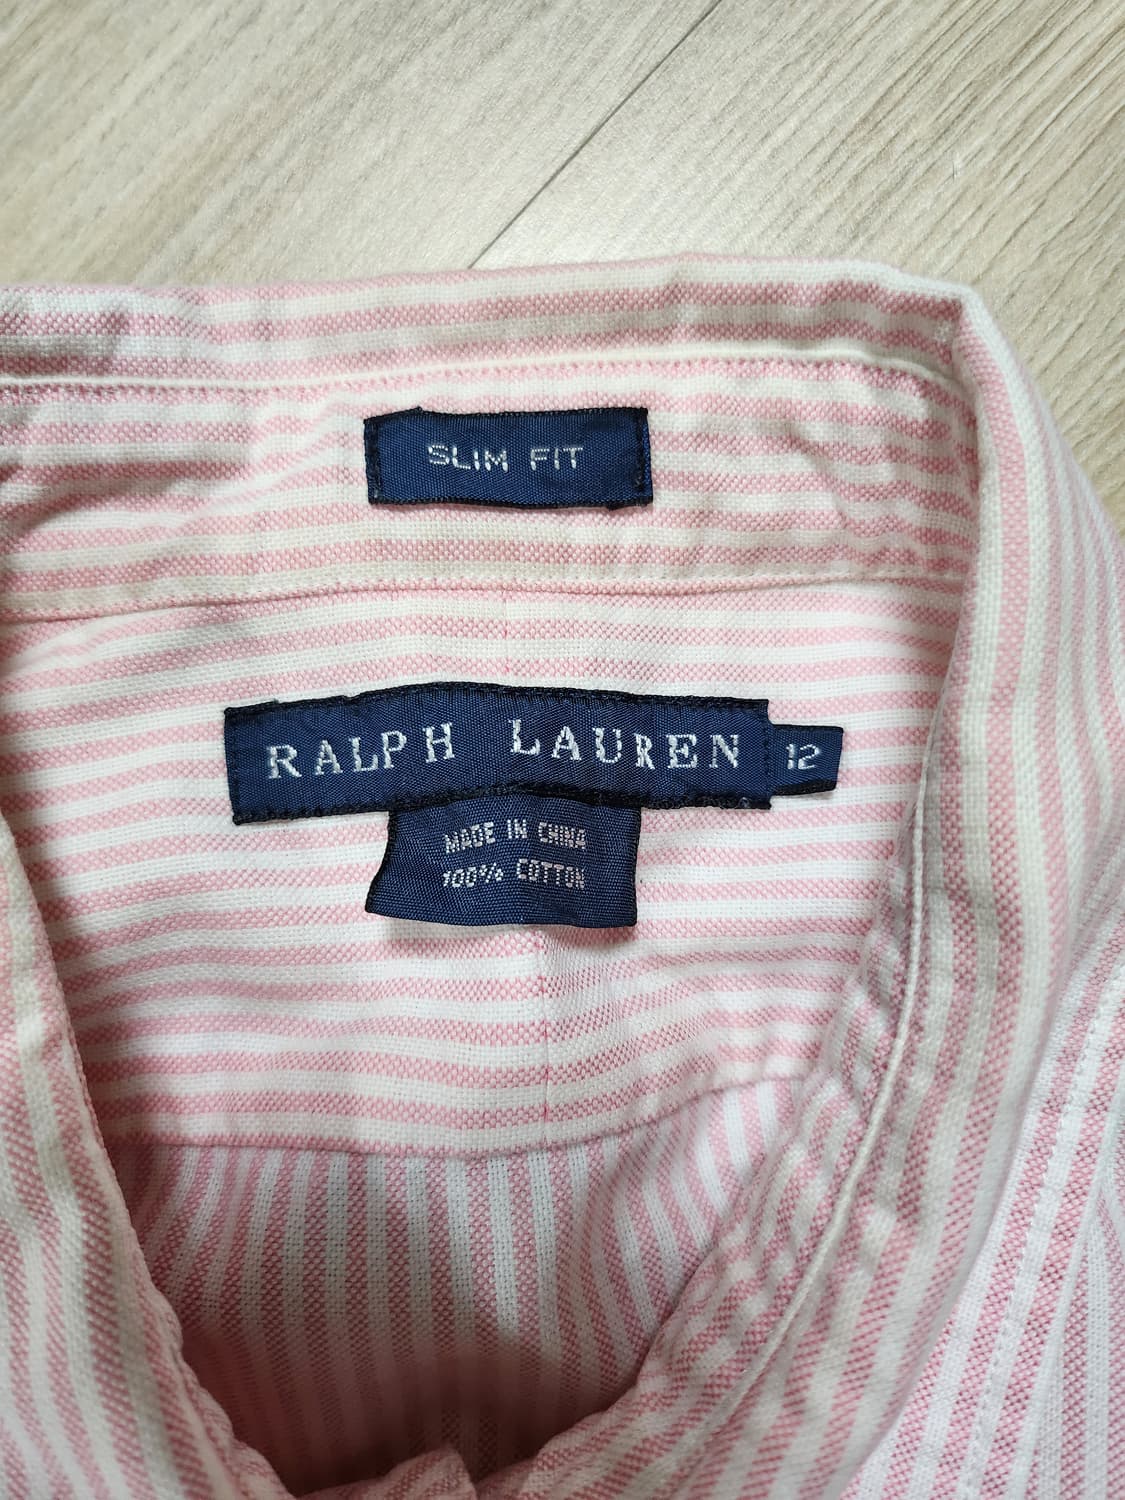 SLIM FIT
RALPH LAUREN 12
MADE IN CHINA
100% COTTON